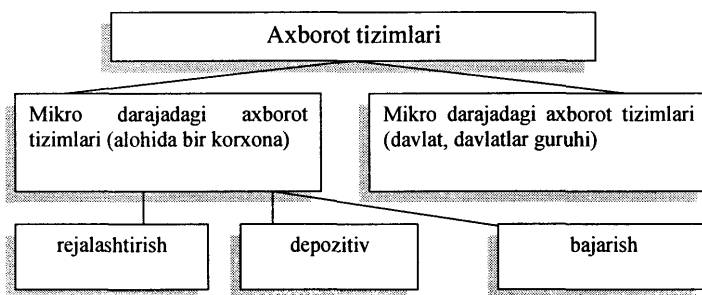 Axborot tizimlari
Mikro darajadagi axborot
tizimlari (alohida bir korxona)
Mikro darajadagi axborot tizimlari
(davlat, davlatlar guruhi)
rejalashtirish
depozitiv
bajarish